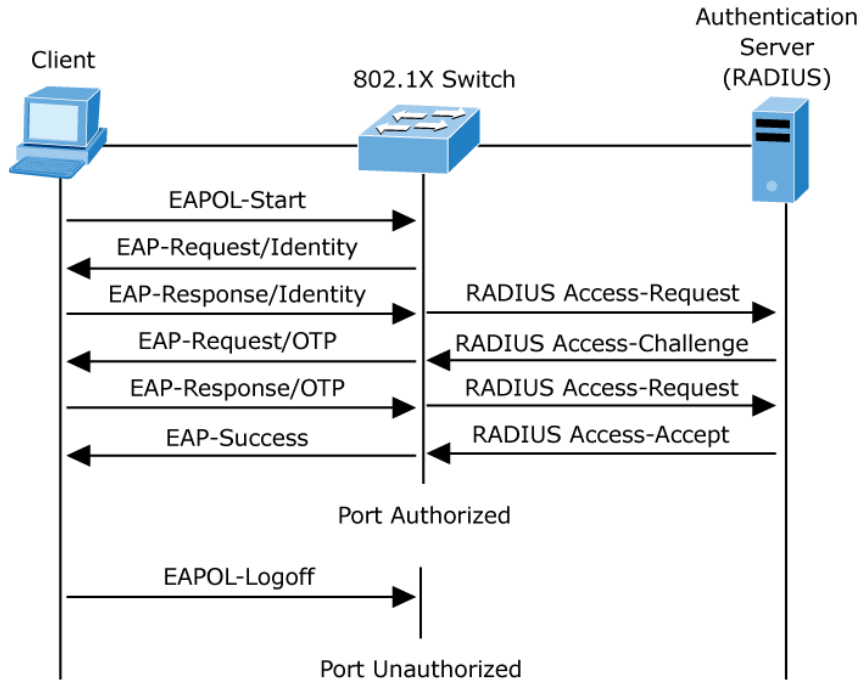 Authentication
Server
(RADIUS)
Client
802.1X Switch
EAPOL-Start
EAP-Request/Identity
EAP-Response/Identity
RADIUS Access-Request
EAP-Request/OTP
RADIUS Access-Challenge
EAP-Response/OTP
RADIUS Access-Request
EAP-Success
RADIUS Access-Accept
Port Authorized
EAPOL-Logoff
Port Unauthorized